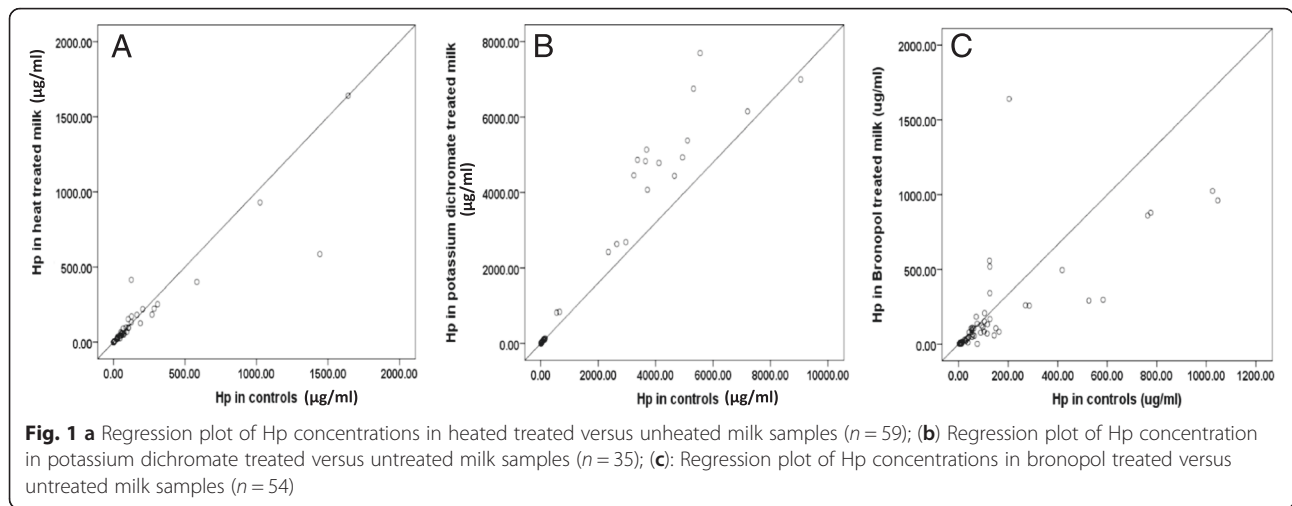 A
Hp in heat treated milk (µg/ml)
2000.00
1500.00
1000.00
500.00
0.00
0.00 500.00 1000.00 1500.00 2000.00
Hp in controls (µg/ml)
B
Hp in potassium dichromate treated milk
(µg/ml)
8000.00
6000.00
4000.00
2000.00
0.00
0.00 2000.00 4000.00 6000.00 8000.00 10000.00
Hp in controls (µg/ml)
C
Hp in Bronopol treated milk (ug/ml)
2000.00
1500.00
1000.00
500.00
0.00
0.00 200.00 400.00 600.00 800.00 1000.00 1200.00
Hp in controls (ug/ml)
Fig. 1 a Regression plot of Hp concentrations in heated treated versus unheated milk samples (n = 59); (b) Regression plot of Hp concentration
in potassium dichromate treated versus untreated milk samples (n = 35); (c): Regression plot of Hp concentrations in bronopol treated versus
untreated milk samples (n = 54)